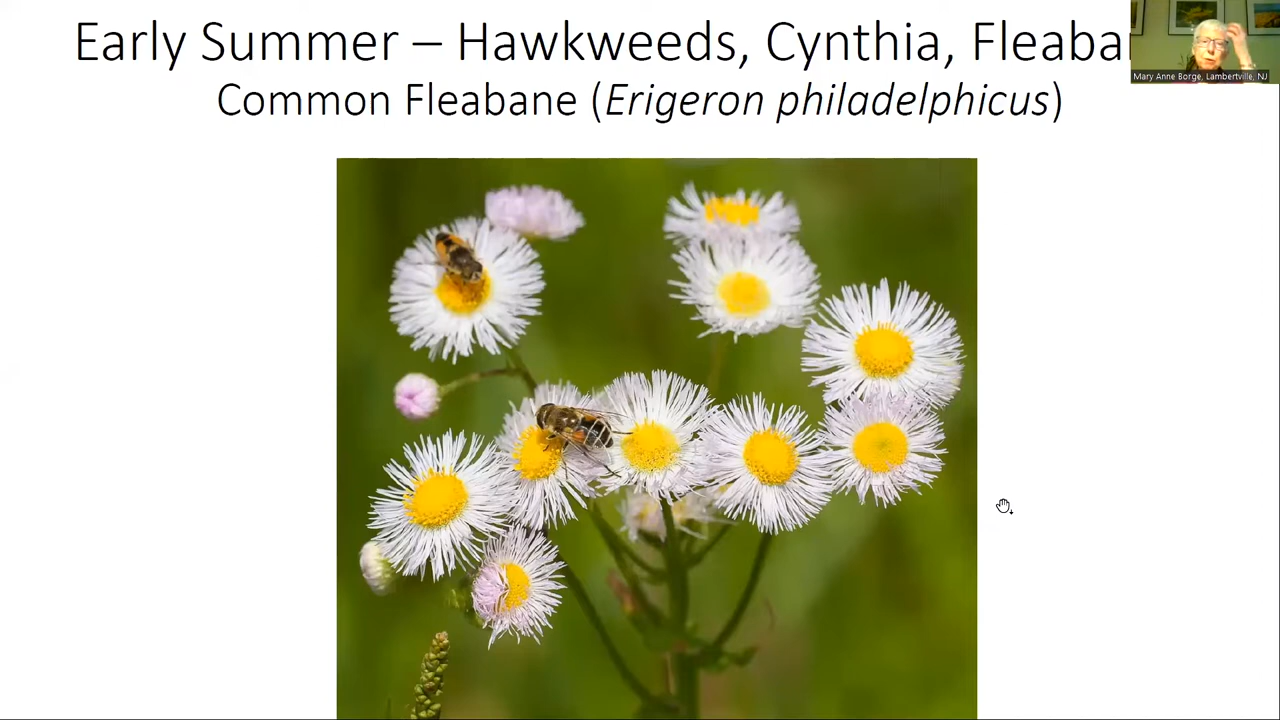 Early Summer – Hawkweeds, Cynthia, Fleaba
Common Fleabane (Erigeron philadelphicus)
Mary Anne Borge, Lambertville, NJ